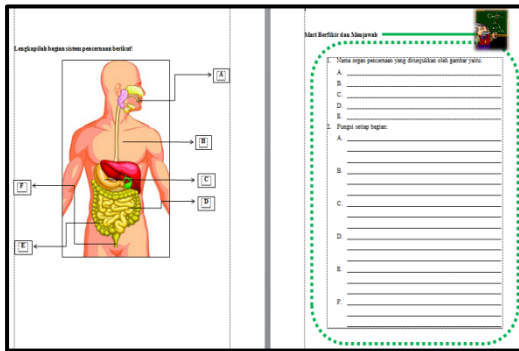 Lengkapilah bagian sistem pencernaan berikut!
A
B
C
D
E
F
Mari Berfikir dan Menjawab
1. Nama organ pencernaan yang ditunjukkan oleh gambar yaitu:
A.
B.
C.
D.
E.
2. Fungsi setiap bagian:
A.
B.
C.
D.
E.
F.